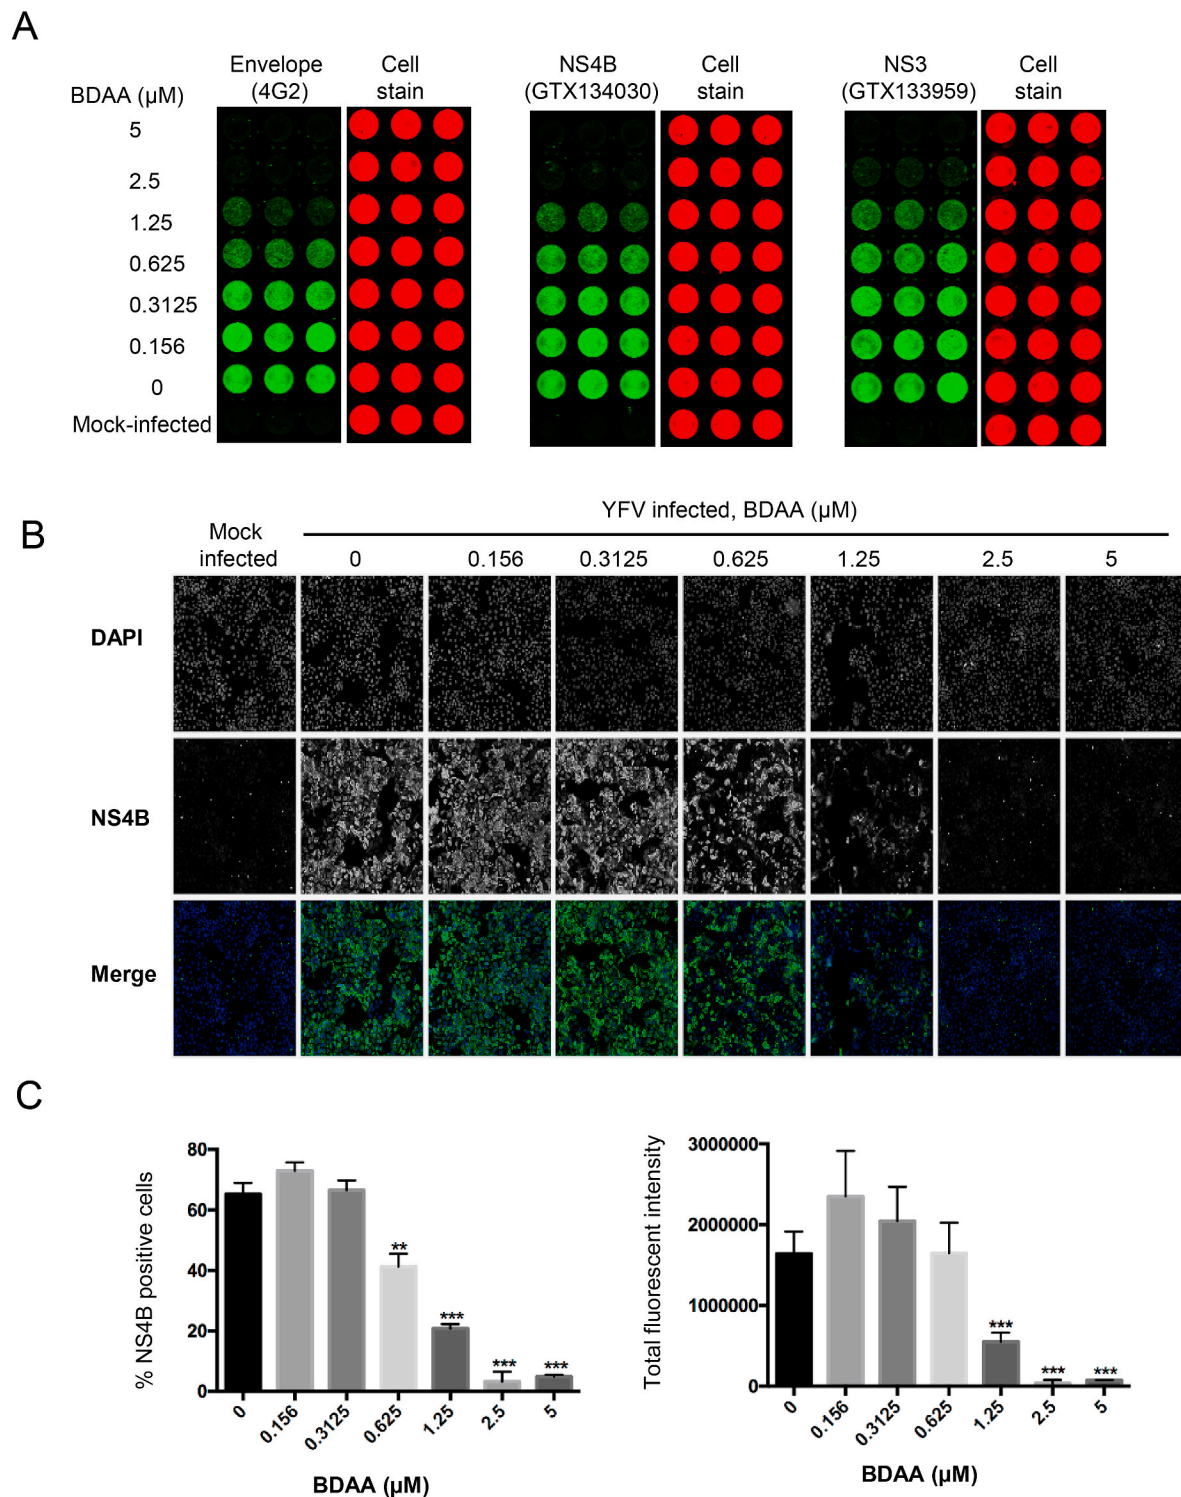 A
BDAA (µM)
Envelope
(4G2)
Cell
stain
NS4B
(GTX134030)
Cell
stain
NS3
(GTX133959)
Cell
stain
5
2.5
1.25
0.625
0.3125
0.156
0
Mock-infected
B
YFV infected, BDAA (µM)
Mock
infected
0 0.156 0.3125 0.625 1.25 2.5 5
DAPI
NS4B
Merge
C
% NS4B positive cells
80
60
40
20
0
**
***
***
***
0 0.156 0.3125 0.625 1.25 2.5 5
BDAA (µM)
Total fluorescent intensity
3000000
2000000
1000000
0
***
***
***
0 0.156 0.3125 0.625 1.25 2.5 5
BDAA (µM)